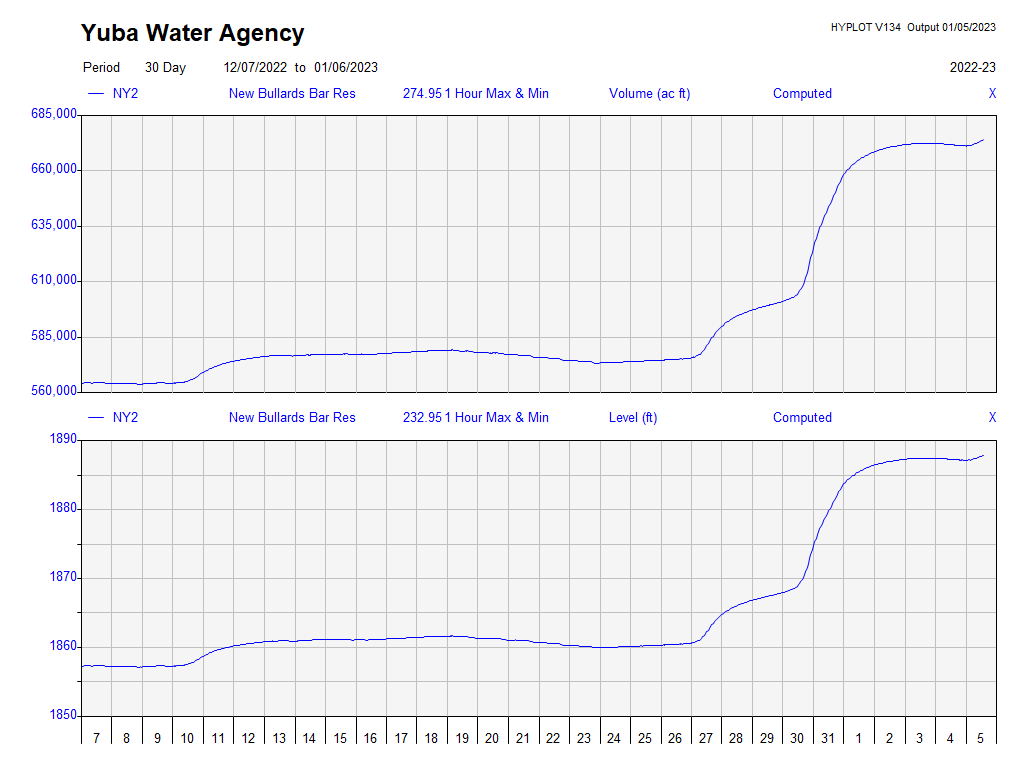 Yuba Water Agency
HYPLOT V134 Output 01/05/2023
Period 30 Day 12/07/2022 to 01/06/2023 2022-23
NY2 New Bullards Bar Res 274.95 1 Hour Max & Min Volume (ac ft) Computed X
685,000
660,000
635,000
610,000
585,000
560,000
NY2 New Bullards Bar Res 232.95 1 Hour Max & Min Level (ft) Computed X
1890
1880
1870
1860
1850
7 8 9 10 11 12 13 14 15 16 17 18 19 20 21 22 23 24 25 26 27 28 29 30 31 1 2 3 4 5